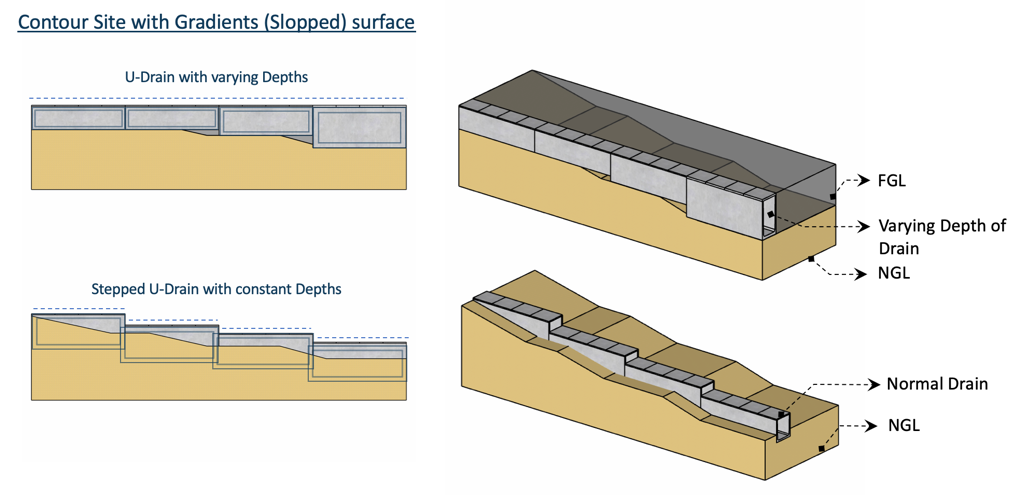 Contour Site with Gradients (Slopped) surface
U-Drain with varying Depths
FGL
Varying Depth of
Drain
NGL
Stepped U-Drain with constant Depths
Normal Drain
NGL